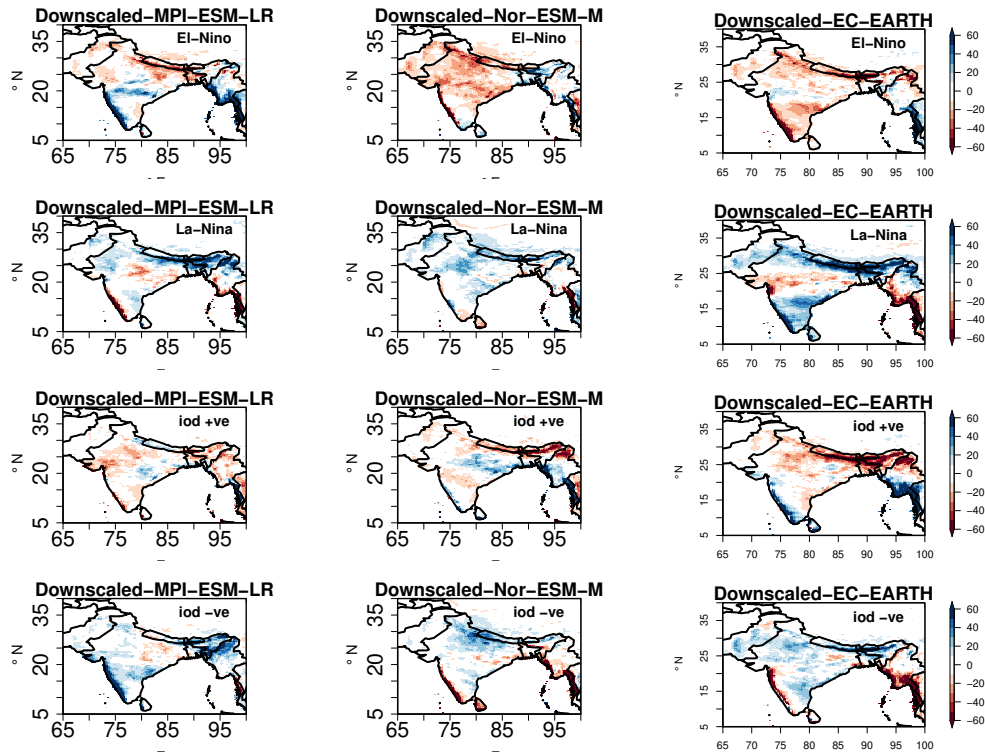 Downscaled−MPI−ESM−LR
El−Nino
° N
5 20 35
65 75 85 95
Downscaled−Nor−ESM−M
El−Nino
° N
5 20 35
65 75 85 95
Downscaled−EC−EARTH
El−Nino
° N
5 15 25 35
65 70 75 80 85 90 95 100
60
40
20
0
−20
−40
−60
Downscaled−MPI−ESM−LR
La−Nina
° N
5 20 35
65 75 85 95
Downscaled−Nor−ESM−M
La−Nina
° N
5 20 35
65 75 85 95
Downscaled−EC−EARTH
La−Nina
° N
5 15 25 35
65 70 75 80 85 90 95 100
60
40
20
0
−20
−40
−60
Downscaled−MPI−ESM−LR
iod +ve
° N
5 20 35
65 75 85 95
Downscaled−Nor−ESM−M
iod +ve
° N
5 20 35
65 75 85 95
Downscaled−EC−EARTH
iod +ve
° N
5 15 25 35
65 70 75 80 85 90 95 100
60
40
20
0
−20
−40
−60
Downscaled−MPI−ESM−LR
iod −ve
° N
5 20 35
65 75 85 95
Downscaled−Nor−ESM−M
iod −ve
° N
5 20 35
65 75 85 95
Downscaled−EC−EARTH
iod −ve
° N
5 15 25 35
65 70 75 80 85 90 95 100
60
40
20
0
−20
−40
−60